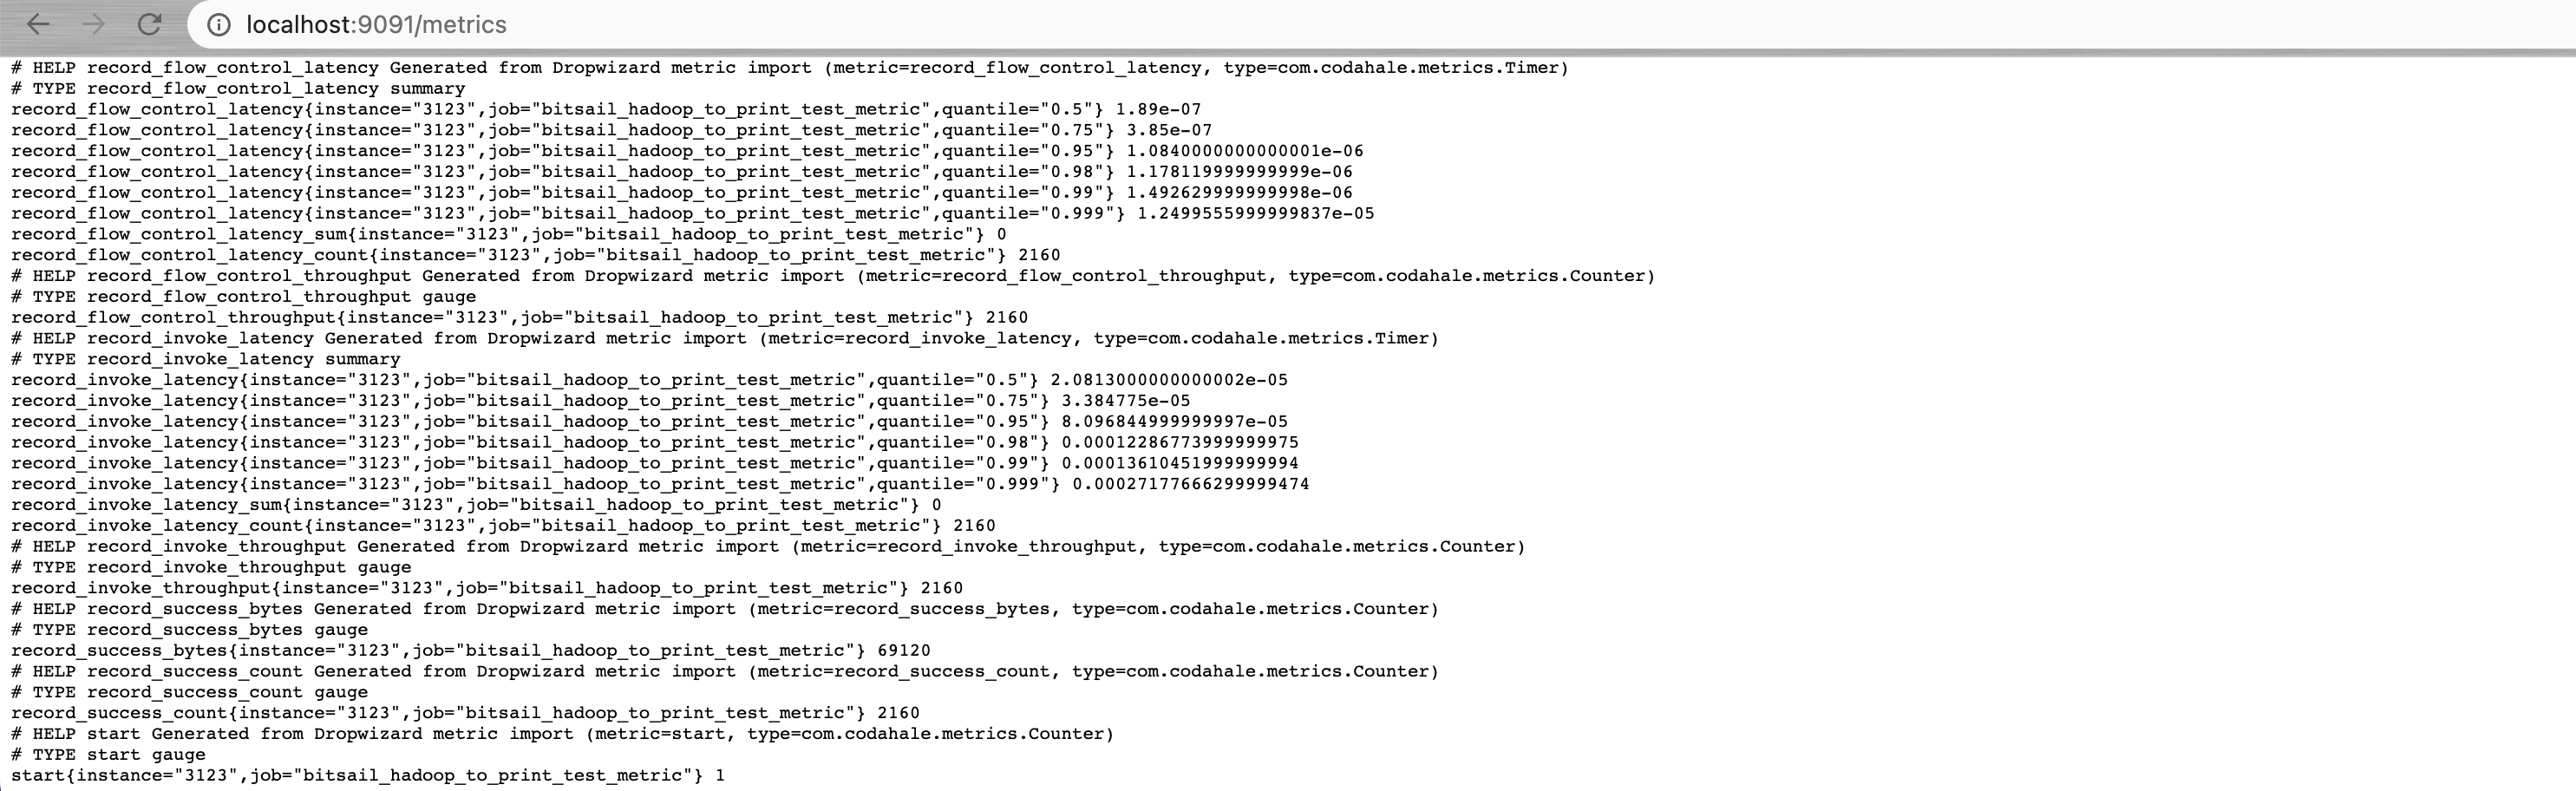 localhost:9091/metrics
# HELP record_flow_control_latency Generated from Dropwizard metric import (metric=record_flow_control_latency, type=com.codahale.metrics.Timer)
# TYPE record_flow_control_latency summary
record_flow_control_latency{instance="3123",job="bitsail_hadoop_to_print_test_metric",quantile="0.5"} 1.89e-07
record_flow_control_latency{instance="3123",job="bitsail_hadoop_to_print_test_metric",quantile="0.75"} 3.85e-07
record_flow_control_latency{instance="3123",job="bitsail_hadoop_to_print_test_metric",quantile="0.95"} 1.0840000000000001e-06
record_flow_control_latency{instance="3123",job="bitsail_hadoop_to_print_test_metric",quantile="0.98"} 1.178119999999999e-06
record_flow_control_latency{instance="3123",job="bitsail_hadoop_to_print_test_metric",quantile="0.99"} 1.492629999999998e-06
record_flow_control_latency{instance="3123",job="bitsail_hadoop_to_print_test_metric",quantile="0.999"} 1.2499555999999837e-05
record_flow_control_latency_sum{instance="3123",job="bitsail_hadoop_to_print_test_metric"} 0
record_flow_control_latency_count{instance="3123",job="bitsail_hadoop_to_print_test_metric"} 2160
# HELP record_flow_control_throughput Generated from Dropwizard metric import (metric=record_flow_control_throughput, type=com.codahale.metrics.Counter)
# TYPE record_flow_control_throughput gauge
record_flow_control_throughput{instance="3123",job="bitsail_hadoop_to_print_test_metric"} 2160
# HELP record_invoke_latency Generated from Dropwizard metric import (metric=record_invoke_latency, type=com.codahale.metrics.Timer)
# TYPE record_invoke_latency summary
record_invoke_latency{instance="3123",job="bitsail_hadoop_to_print_test_metric",quantile="0.5"} 2.0813000000000002e-05
record_invoke_latency{instance="3123",job="bitsail_hadoop_to_print_test_metric",quantile="0.75"} 3.384775e-05
record_invoke_latency{instance="3123",job="bitsail_hadoop_to_print_test_metric",quantile="0.95"} 8.096844999999997e-05
record_invoke_latency{instance="3123",job="bitsail_hadoop_to_print_test_metric",quantile="0.98"} 0.00012286773999999975
record_invoke_latency{instance="3123",job="bitsail_hadoop_to_print_test_metric",quantile="0.99"} 0.00013610451999999994
record_invoke_latency{instance="3123",job="bitsail_hadoop_to_print_test_metric",quantile="0.999"} 0.00027177666299999474
record_invoke_latency_sum{instance="3123",job="bitsail_hadoop_to_print_test_metric"} 0
record_invoke_latency_count{instance="3123",job="bitsail_hadoop_to_print_test_metric"} 2160
# HELP record_invoke_throughput Generated from Dropwizard metric import (metric=record_invoke_throughput, type=com.codahale.metrics.Counter)
# TYPE record_invoke_throughput gauge
record_invoke_throughput{instance="3123",job="bitsail_hadoop_to_print_test_metric"} 2160
# HELP record_success_bytes Generated from Dropwizard metric import (metric=record_success_bytes, type=com.codahale.metrics.Counter)
# TYPE record_success_bytes gauge
record_success_bytes{instance="3123",job="bitsail_hadoop_to_print_test_metric"} 69120
# HELP record_success_count Generated from Dropwizard metric import (metric=record_success_count, type=com.codahale.metrics.Counter)
# TYPE record_success_count gauge
record_success_count{instance="3123",job="bitsail_hadoop_to_print_test_metric"} 2160
# HELP start Generated from Dropwizard metric import (metric=start, type=com.codahale.metrics.Counter)
# TYPE start gauge
start{instance="3123",job="bitsail_hadoop_to_print_test_metric"} 1